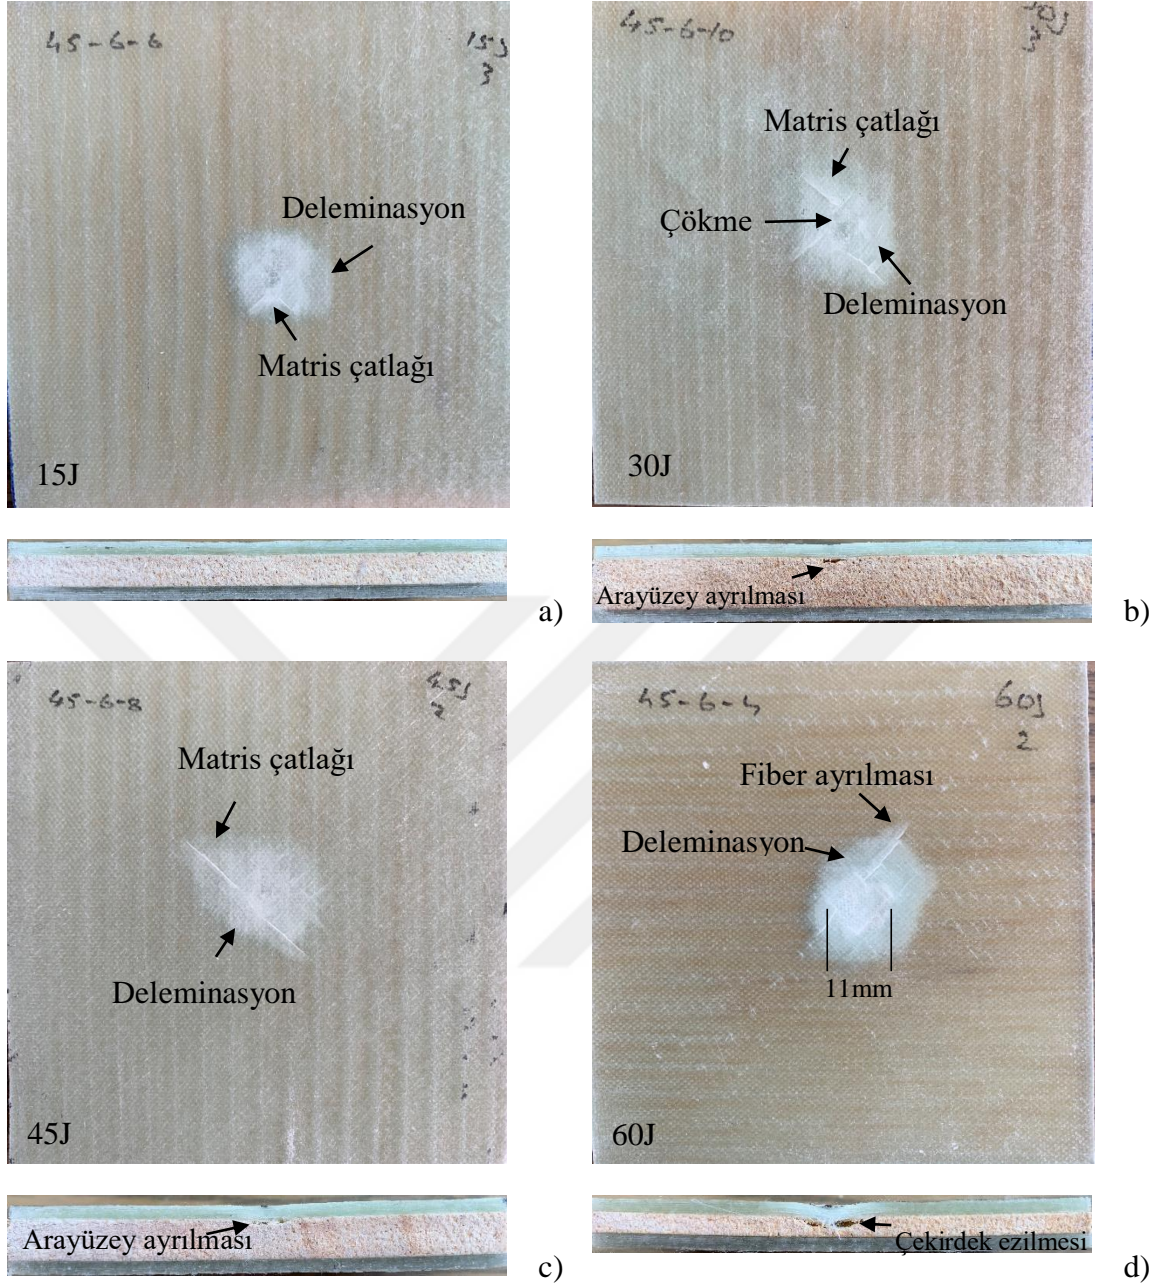 45-6-6
15J
3
Deleminasyon
Matris çatlağı
15J
a)
45-6-10
30J
3
Matris çatlağı
Çökme
Deleminasyon
30J
Arayüzey ayrılması
b)
45-6-8
45J
2
Matris çatlağı
Deleminasyon
45J
Arayüzey ayrılması
c)
45-6-4
60J
2
Fiber ayrılması
Deleminasyon
11mm
60J
Çekirdek ezilmesi
d)